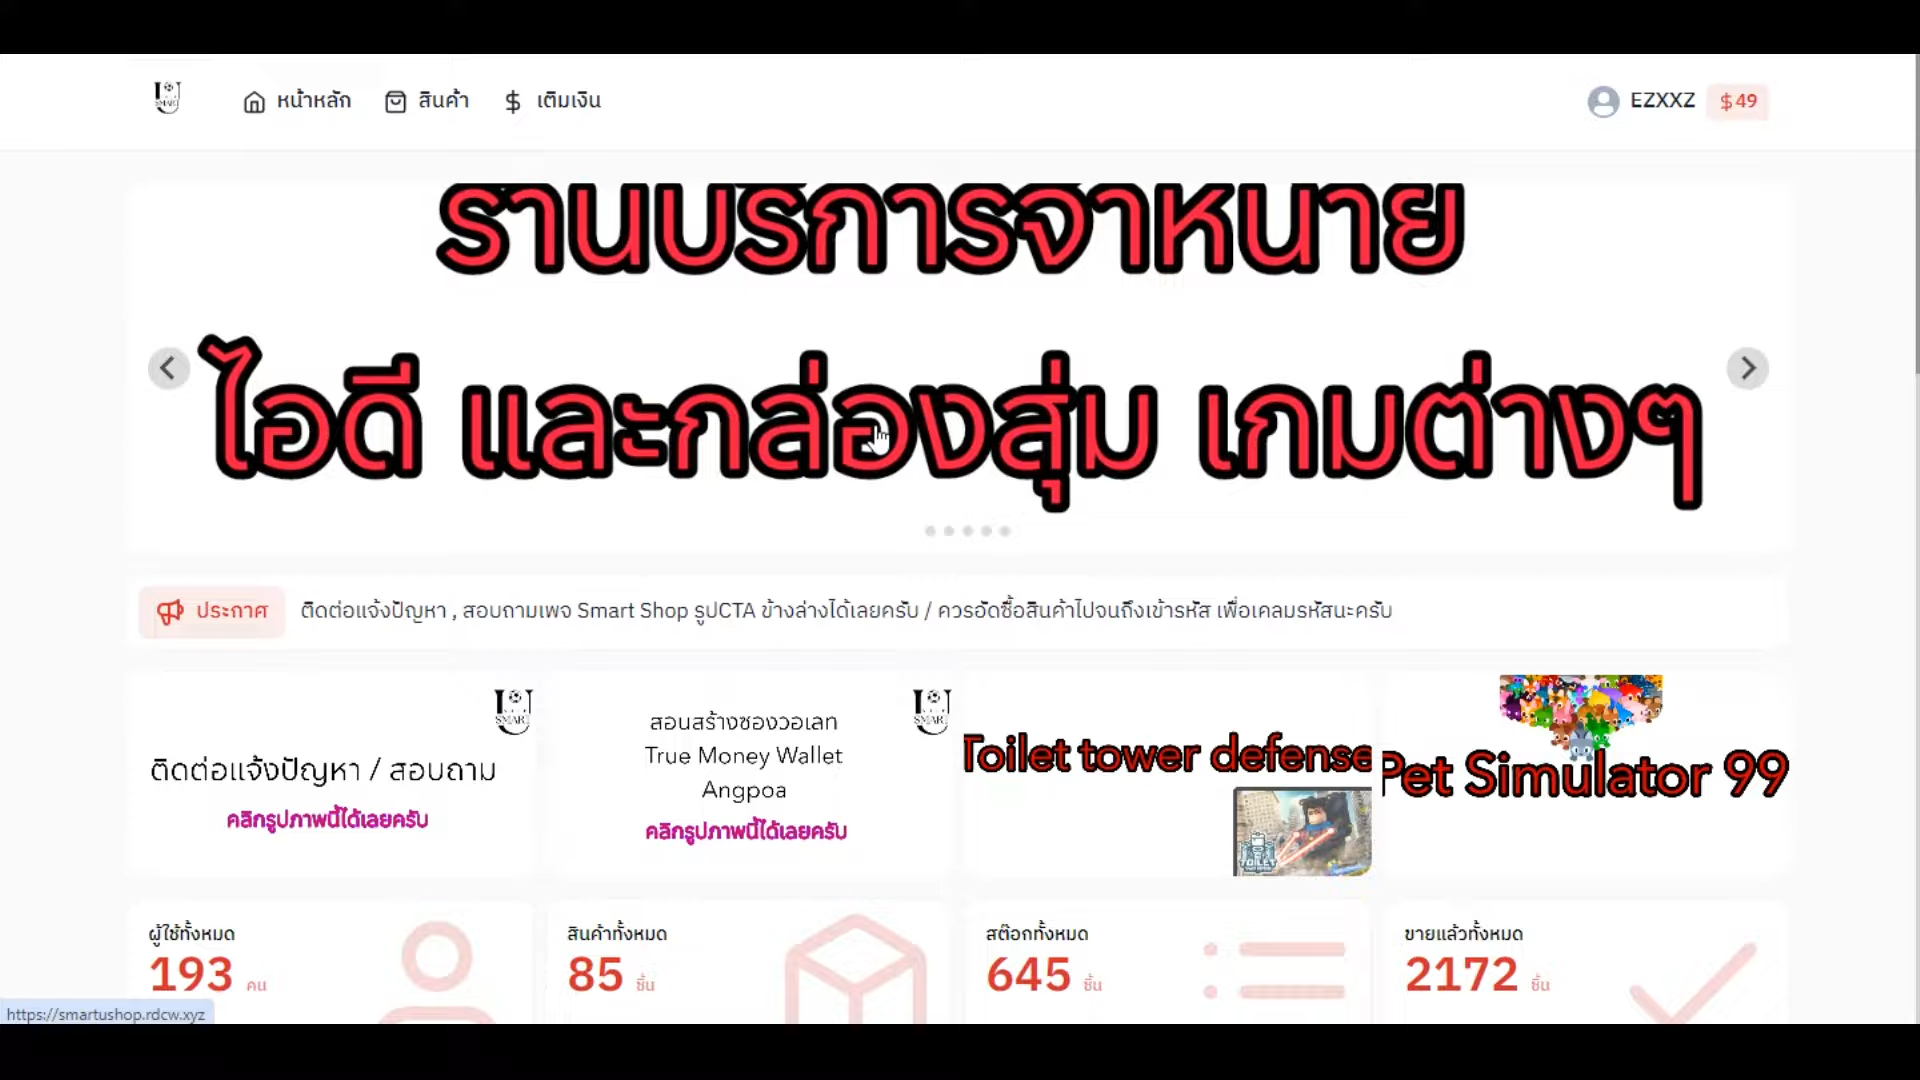 หน้าหลัก
สินค้า
เติมเงิน
EZXXZ
$ 49
ร้านบริการจำหน่าย
ไอดี และกล่องสุ่ม เกมต่างๆ
ประกาศ
ติดต่อแจ้งปัญหา , สอบถามเพจ Smart Shop รูปCTA ข้างล่างได้เลยครับ / ควรอัดซื้อสินค้าไปจนถึงเข้ารหัส เพื่อเคลมรหัสนะครับ
SMART
ติดต่อแจ้งปัญหา / สอบถาม
คลิกรูปภาพนี้ได้เลยครับ
SMART
สอนสร้างซองวอเลท
True Money Wallet
Angpoa
คลิกรูปภาพนี้ได้เลยครับ
Toilet tower defense
TOILET
Pet Simulator 99
ผู้ใช้ทั้งหมด
193 คน
สินค้าทั้งหมด
85 ชิ้น
สต๊อกทั้งหมด
645 ชิ้น
ขายแล้วทั้งหมด
2172 ชิ้น
https://smartushop.rdcw.xyz